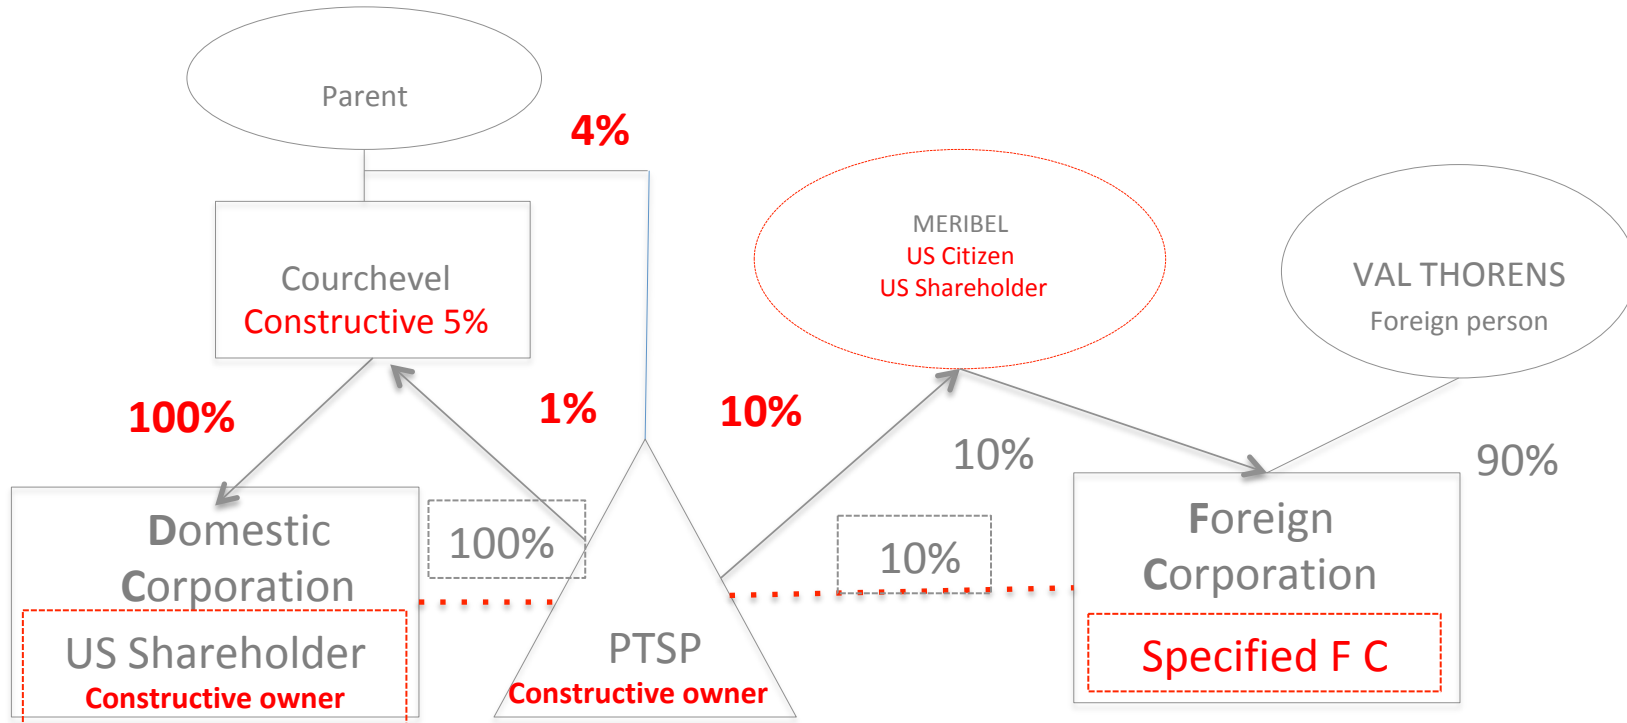 Parent
4%
Courchevel
Constructive 5%
MERIBEL
US Citizen
US Shareholder
VAL THORENS
Foreign person
100%
1%
10%
10%
90%
Domestic
Corporation
US Shareholder
Constructive owner
100%
PTSP
Constructive owner
10%
Foreign
Corporation
Specified F C